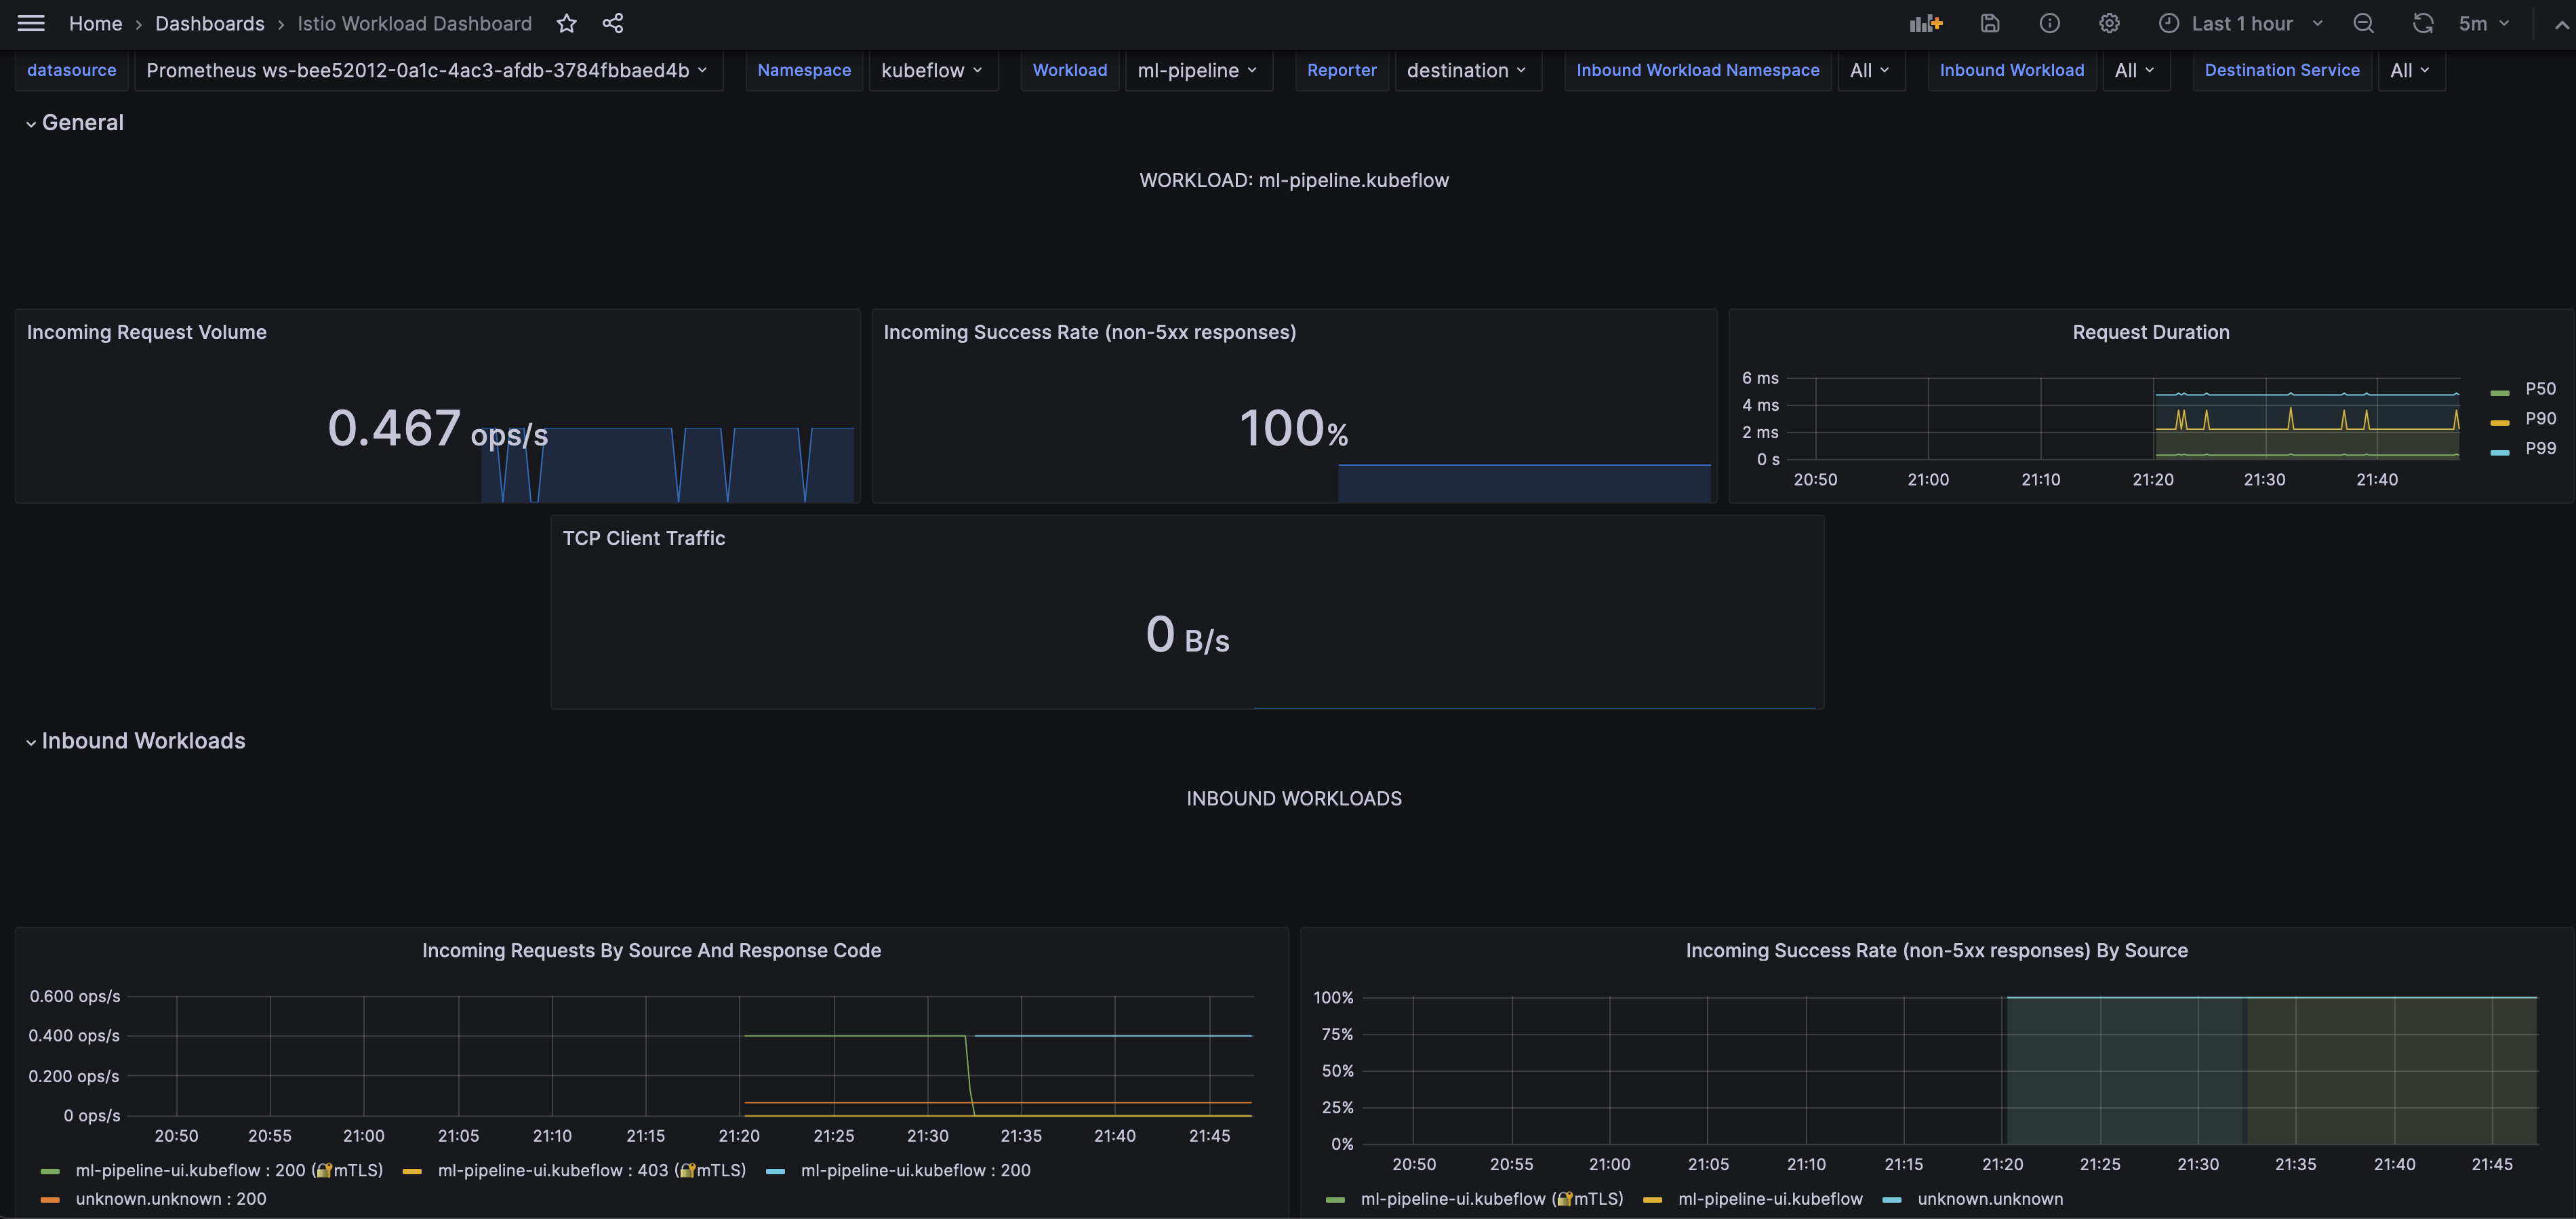 Home › Dashboards › Istio Workload Dashboard Last 1 hour 5m
datasource Prometheus ws-bee52012-0a1c-4ac3-afdb-3784fbbaed4b Namespace kubeflow Workload ml-pipeline Reporter destination Inbound Workload Namespace All Inbound Workload All Destination Service All
General
WORKLOAD: ml-pipeline.kubeflow
Incoming Request Volume
0.467 ops/s
Incoming Success Rate (non-5xx responses)
100%
Request Duration
6 ms
4 ms
2 ms
0 s
20:50 21:00 21:10 21:20 21:30 21:40
P50
P90
P99
TCP Client Traffic
0 B/s
Inbound Workloads
INBOUND WORKLOADS
Incoming Requests By Source And Response Code
0.600 ops/s
0.400 ops/s
0.200 ops/s
0 ops/s
20:50 20:55 21:00 21:05 21:10 21:15 21:20 21:25 21:30 21:35 21:40 21:45
ml-pipeline-ui.kubeflow : 200 (🔐mTLS) ml-pipeline-ui.kubeflow : 403 (🔐mTLS) ml-pipeline-ui.kubeflow : 200
unknown.unknown : 200
Incoming Success Rate (non-5xx responses) By Source
100%
75%
50%
25%
0%
20:50 20:55 21:00 21:05 21:10 21:15 21:20 21:25 21:30 21:35 21:40 21:45
ml-pipeline-ui.kubeflow (🔐mTLS) ml-pipeline-ui.kubeflow unknown.unknown